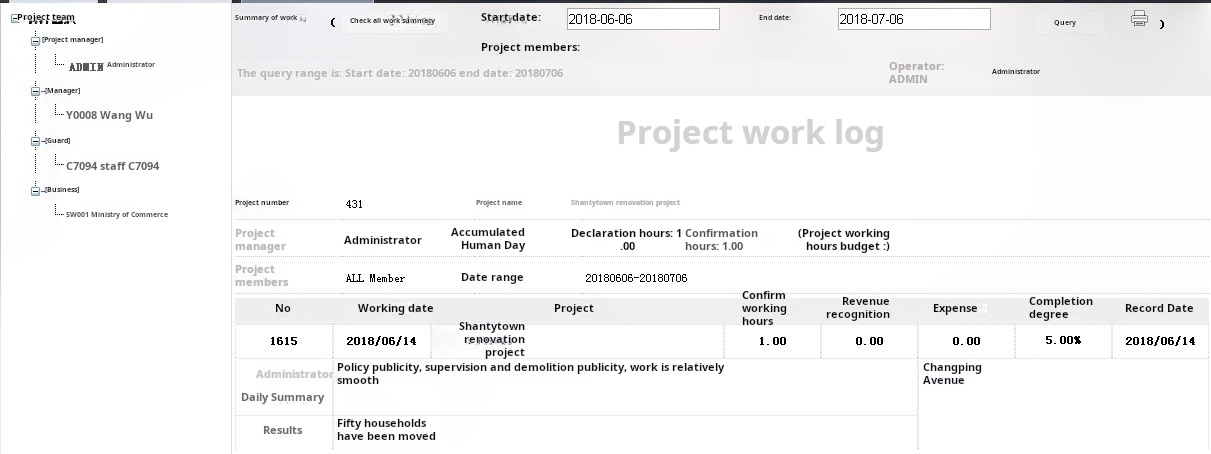 Project team
[Project manager]
ADMIN Administrator
[Manager]
Y0008 Wang Wu
[Guard]
C7094 staff C7094
[Business]
SW001 Ministry of Commerce
Summary of work
( Check all work summary
Start date: 2018-06-06
End date: 2018-07-06
Query )
Project members:
The query range is: Start date: 20180606 end date: 20180706
Operator:
ADMIN
Administrator
Project work log
Project number 431 Project name Shantytown renovation project
Project
manager
Administrator
Accumulated
Human Day
Declaration hours: 1
.00
Confirmation
hours: 1.00
(Project working
hours budget :)
Project
members
ALL Member
Date range
20180606-20180706
No
Working date
Project
Confirm
working
hours
Revenue
recognition
Expense
Completion
degree
Record Date
1615
2018/06/14
Shantytown
renovation
project
1.00
0.00
0.00
5.00%
2018/06/14
Administrator
Daily Summary
Policy publicity, supervision and demolition publicity, work is relatively
smooth
Changping
Avenue
Results
Fifty households
have been moved